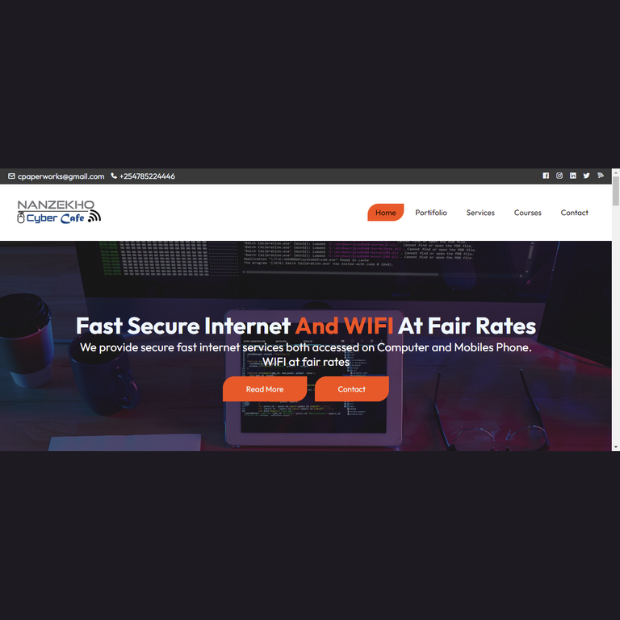 cpaperworks@gmail.com +254785224446
NANZEKHO
Cyber Cafe
Home Portifolio Services Courses Contact
Fast Secure Internet And WIFI At Fair Rates
We provide secure fast internet services both accessed on Computer and Mobiles Phone.
WIFI at fair rates
Read More Contact